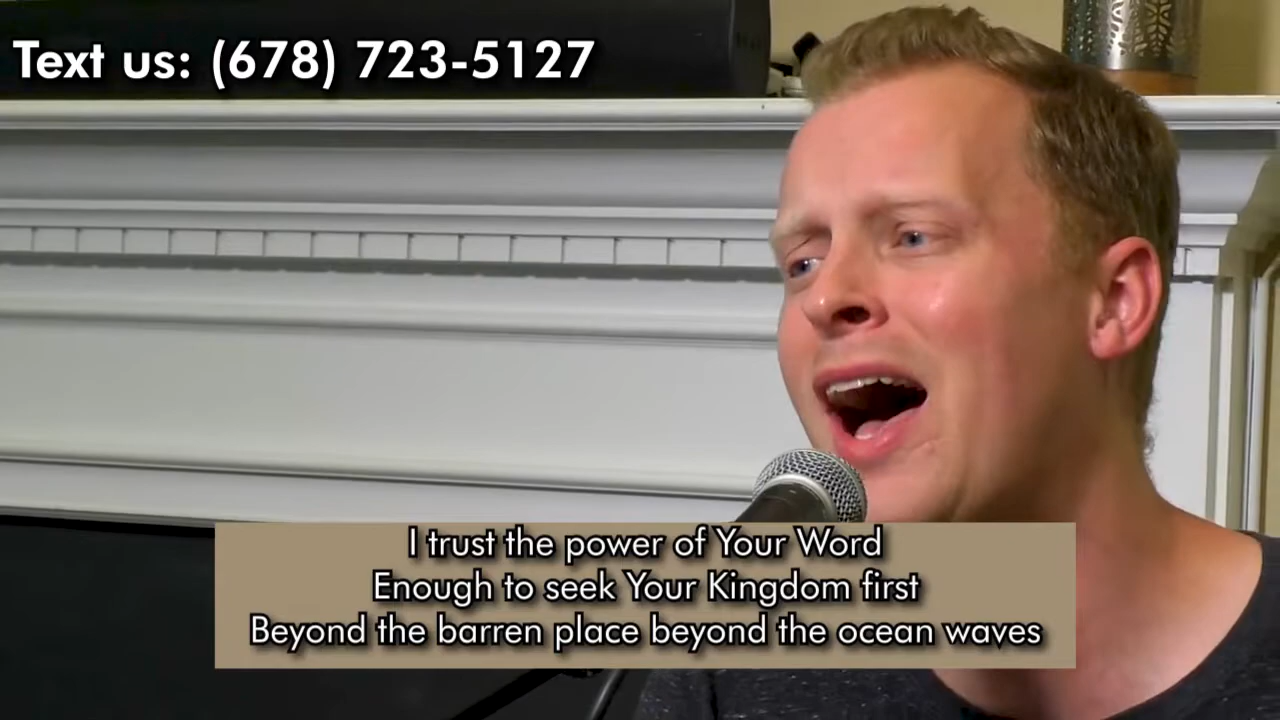 Text us: (678) 723-5127
I trust the power of Your Word
Enough to seek Your Kingdom first
Beyond the barren place beyond the ocean waves